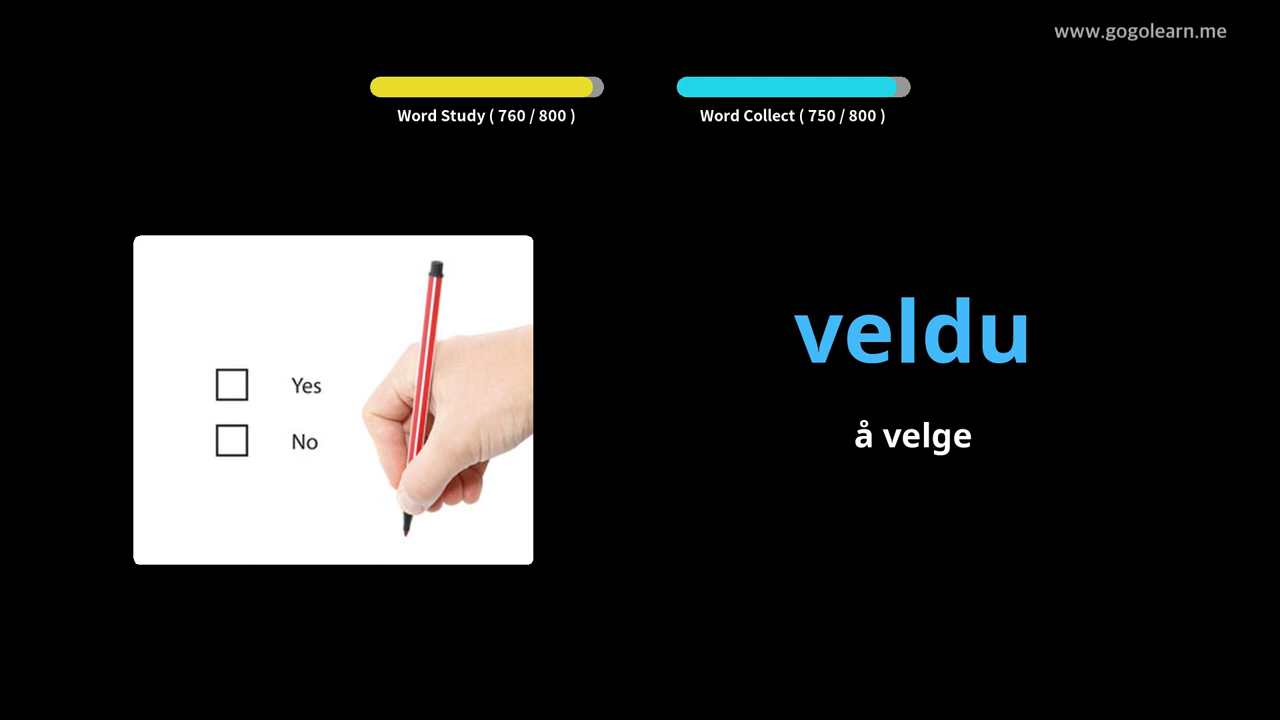 www.gogolearn.me
Word Study ( 760 / 800 )
Word Collect ( 750 / 800 )
Yes
No
veldu
å velge